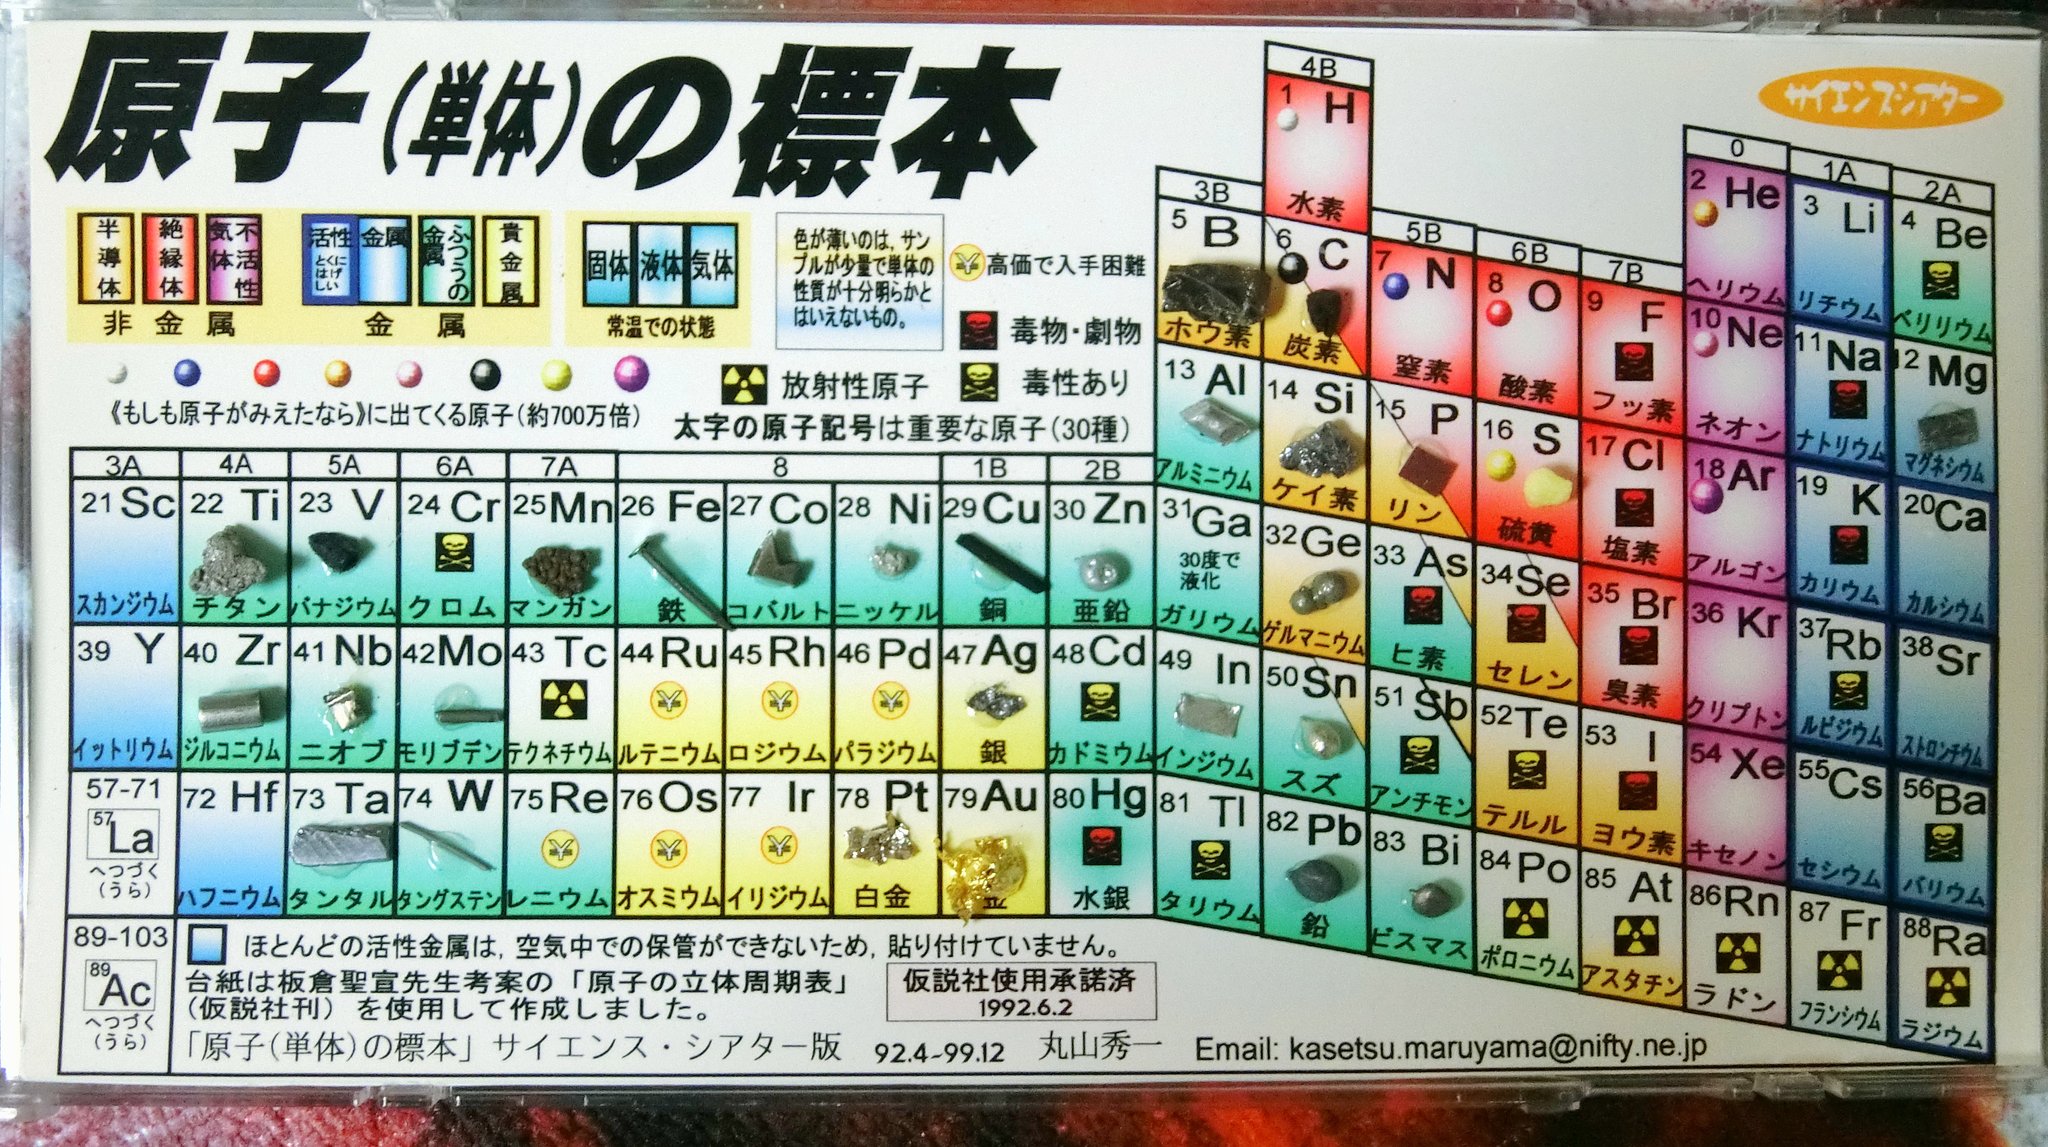 原子(単体)の標本
サイエンスシアター
半導体
絶縁体
不活性気体
非金属
活性
とくにはげしい
金属
ふつうの金属
貴金属
金属
固体
液体
気体
常温での状態
色が薄いのは，サン
プルが少量で単体の
性質が十分明らかと
はいえないもの。
¥高価で入手困難
毒物・劇物
放射性原子
毒性あり
《もしも原子がみえたなら》に出てくる原子(約700万倍)
太字の原子記号は重要な原子(30種)
4B
1 H 水素
0
1A
2A
3B
5B
6B
7B
2 He ヘリウム
3 Li リチウム
4 Be ベリリウム
5 B ホウ素
6 C 炭素
7 N 窒素
8 O 酸素
9 F フッ素
10 Ne ネオン
11 Na ナトリウム
12 Mg マグネシウム
13 Al アルミニウム
14 Si ケイ素
15 P リン
16 S 硫黄
17 Cl 塩素
18 Ar アルゴン
19 K カリウム
20 Ca カルシウム
3A
4A
5A
6A
7A
8
1B
2B
21 Sc スカンジウム
22 Ti チタン
23 V バナジウム
24 Cr クロム
25 Mn マンガン
26 Fe 鉄
27 Co コバルト
28 Ni ニッケル
29 Cu 銅
30 Zn 亜鉛
31 Ga 30度で液化 ガリウム
32 Ge ゲルマニウム
33 As ヒ素
34 Se セレン
35 Br 臭素
36 Kr クリプトン
37 Rb ルビジウム
38 Sr ストロンチウム
39 Y イットリウム
40 Zr ジルコニウム
41 Nb ニオブ
42 Mo モリブデン
43 Tc テクネチウム
44 Ru ¥ ルテニウム
45 Rh ¥ ロジウム
46 Pd ¥ パラジウム
47 Ag 銀
48 Cd カドミウム
49 In インジウム
50 Sn スズ
51 Sb アンチモン
52 Te テルル
53 I ヨウ素
54 Xe キセノン
55 Cs セシウム
56 Ba バリウム
57-71
57 La
へつづく
(うら)
72 Hf ハフニウム
73 Ta タンタル
74 W タングステン
75 Re ¥ レニウム
76 Os ¥ オスミウム
77 Ir ¥ イリジウム
78 Pt 白金
79 Au 金
80 Hg 水銀
81 Tl タリウム
82 Pb 鉛
83 Bi ビスマス
84 Po ポロニウム
85 At アスタチン
86 Rn ラドン
87 Fr フランシウム
88 Ra ラジウム
89-103
89 Ac
へつづく
(うら)
ほとんどの活性金属は，空気中での保管ができないため，貼り付けていません。
台紙は板倉聖宣先生考案の「原子の立体周期表」
(仮説社刊) を使用して作成しました。
仮説社使用承諾済
1992.6.2
「原子(単体)の標本」サイエンス・シアター版 92.4~99.12 丸山秀一 Email: kasetsu.maruyama@nifty.ne.jp